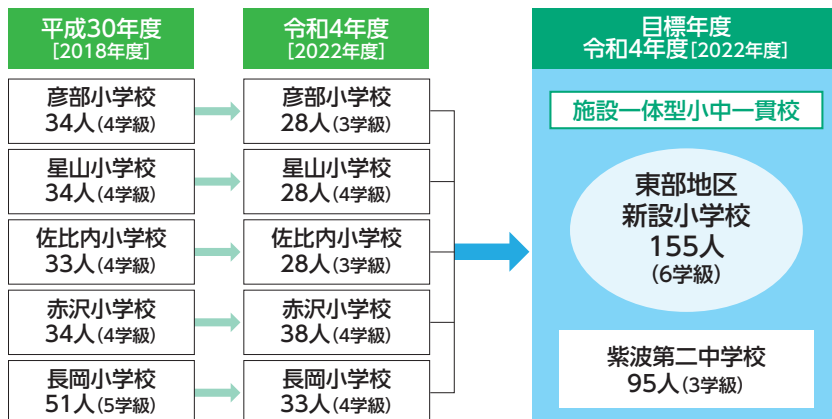 平成30年度
[2018年度]
令和4年度
[2022年度]
目標年度
令和4年度[2022年度]
彦部小学校
34人(4学級)
彦部小学校
28人(3学級)
星山小学校
34人(4学級)
星山小学校
28人(4学級)
佐比内小学校
33人(4学級)
佐比内小学校
28人(3学級)
赤沢小学校
34人(4学級)
赤沢小学校
38人(4学級)
長岡小学校
51人(5学級)
長岡小学校
33人(4学級)
施設一体型小中一貫校
東部地区
新設小学校
155人
(6学級)
紫波第二中学校
95人(3学級)